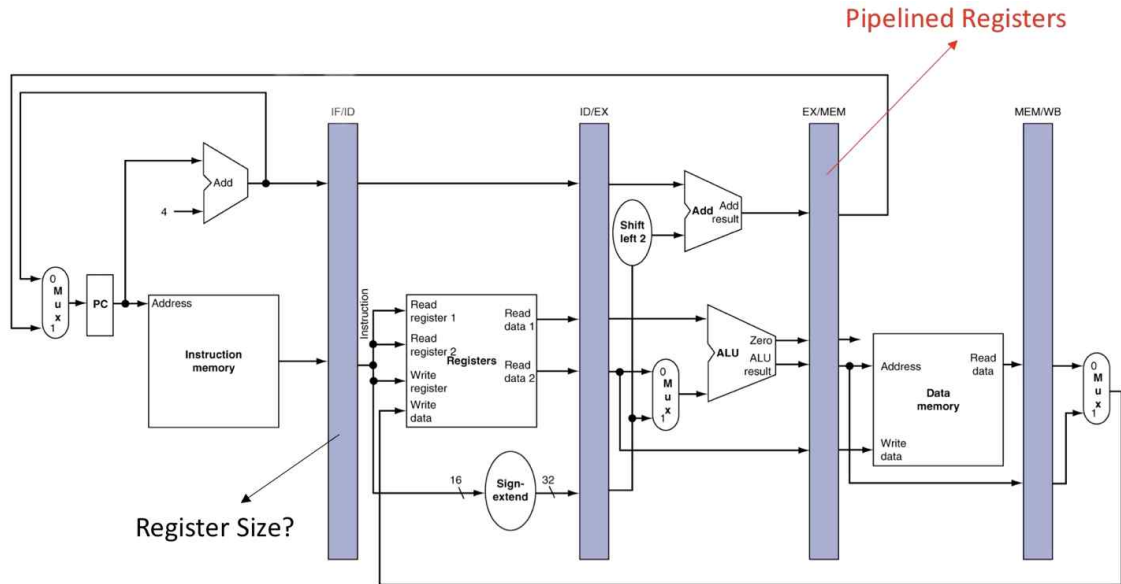 Pipelined Registers
IF/ID
ID/EX
EX/MEM
MEM/WB
Add
4
Add
Add
result
Shift
left 2
0
M
u
x
1
PC
Address
Instruction
memory
Instruction
Read
register 1
Read
register 2
Registers
Write
register
Write
data
Read
data 1
Read
data 2
0
M
u
x
1
ALU
Zero
ALU
result
Address
Read
data
Data
memory
Write
data
0
M
u
x
1
16
Sign-
extend
32
Register Size?